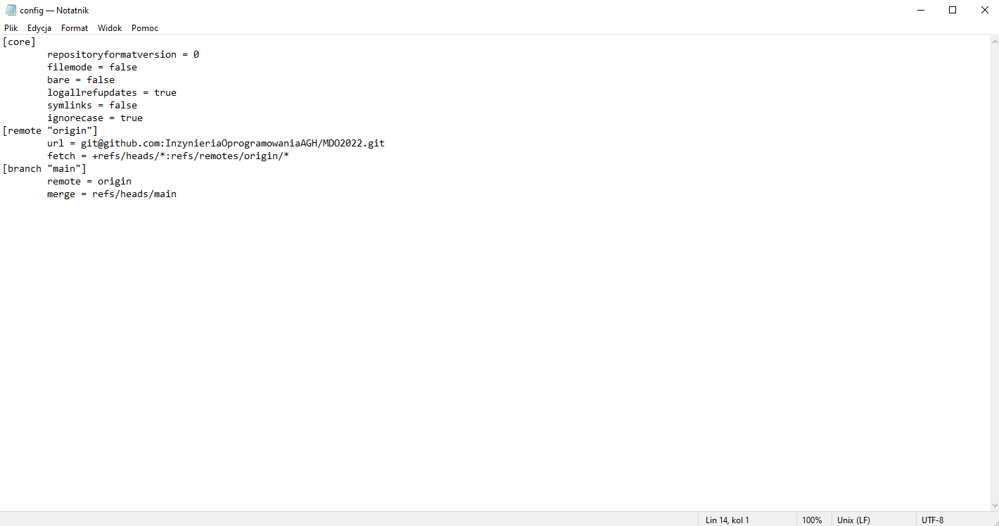 config — Notatnik
Plik Edycja Format Widok Pomoc
[core]
repositoryformatversion = 0
filemode = false
bare = false
logallrefupdates = true
symlinks = false
ignorecase = true
[remote "origin"]
url = git@github.com:InzynieriaOprogramowaniaAGH/MDO2022.git
fetch = +refs/heads/*:refs/remotes/origin/*
[branch "main"]
remote = origin
merge = refs/heads/main
Lin 14, kol 1 100% Unix (LF) UTF-8